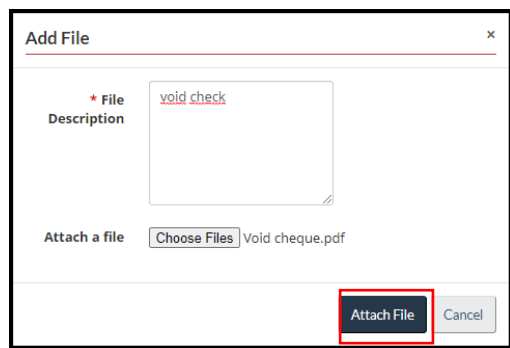 Add File ×
* File Description
void check
Attach a file Choose Files Void cheque.pdf
Attach File Cancel